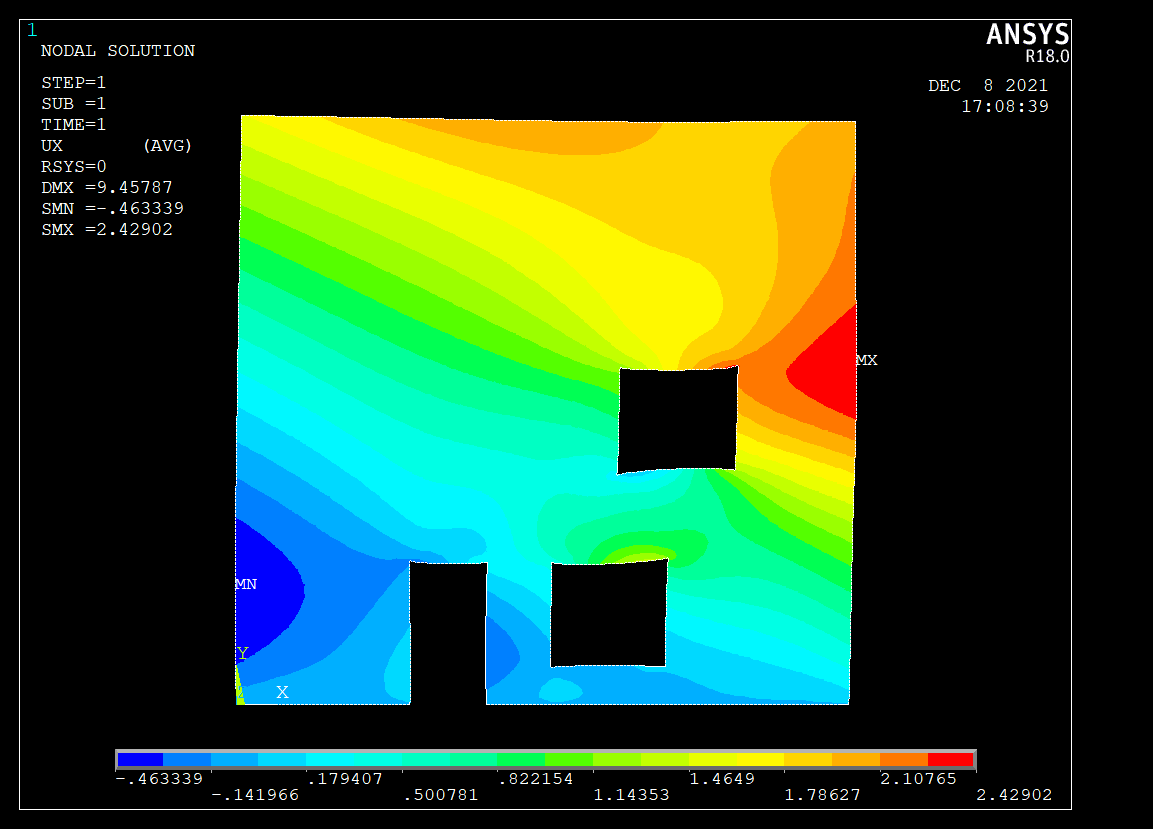 1
ANSYS
R18.0
NODAL SOLUTION
DEC  8 2021
17:08:39
STEP=1
SUB =1
TIME=1
UX       (AVG)
RSYS=0
DMX =9.45787
SMN =-.463339
SMX =2.42902
MX
MN
Y
X
-.463339 .179407 .822154 1.4649 2.10765
-.141966 .500781 1.14353 1.78627 2.42902